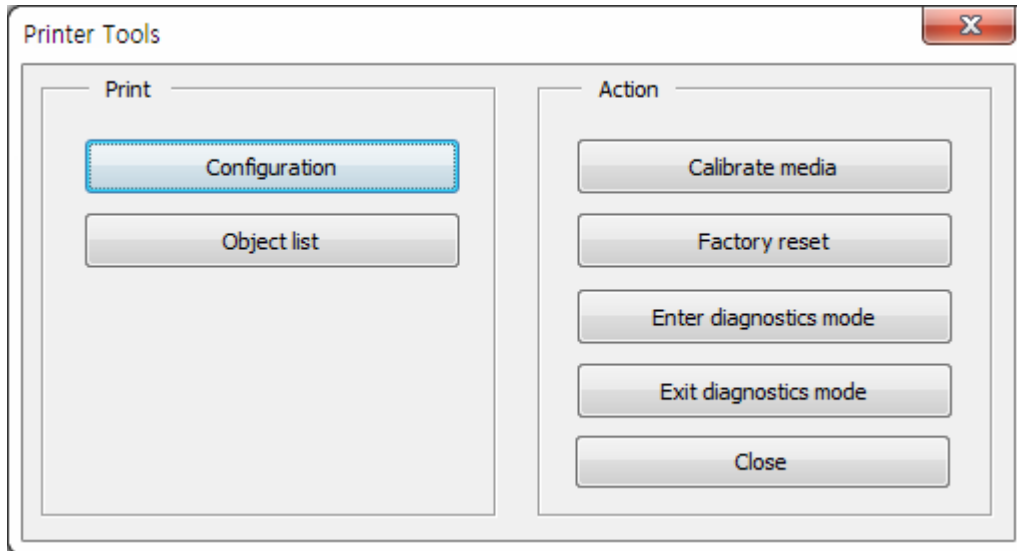 Printer Tools
Print
Configuration
Object list
Action
Calibrate media
Factory reset
Enter diagnostics mode
Exit diagnostics mode
Close